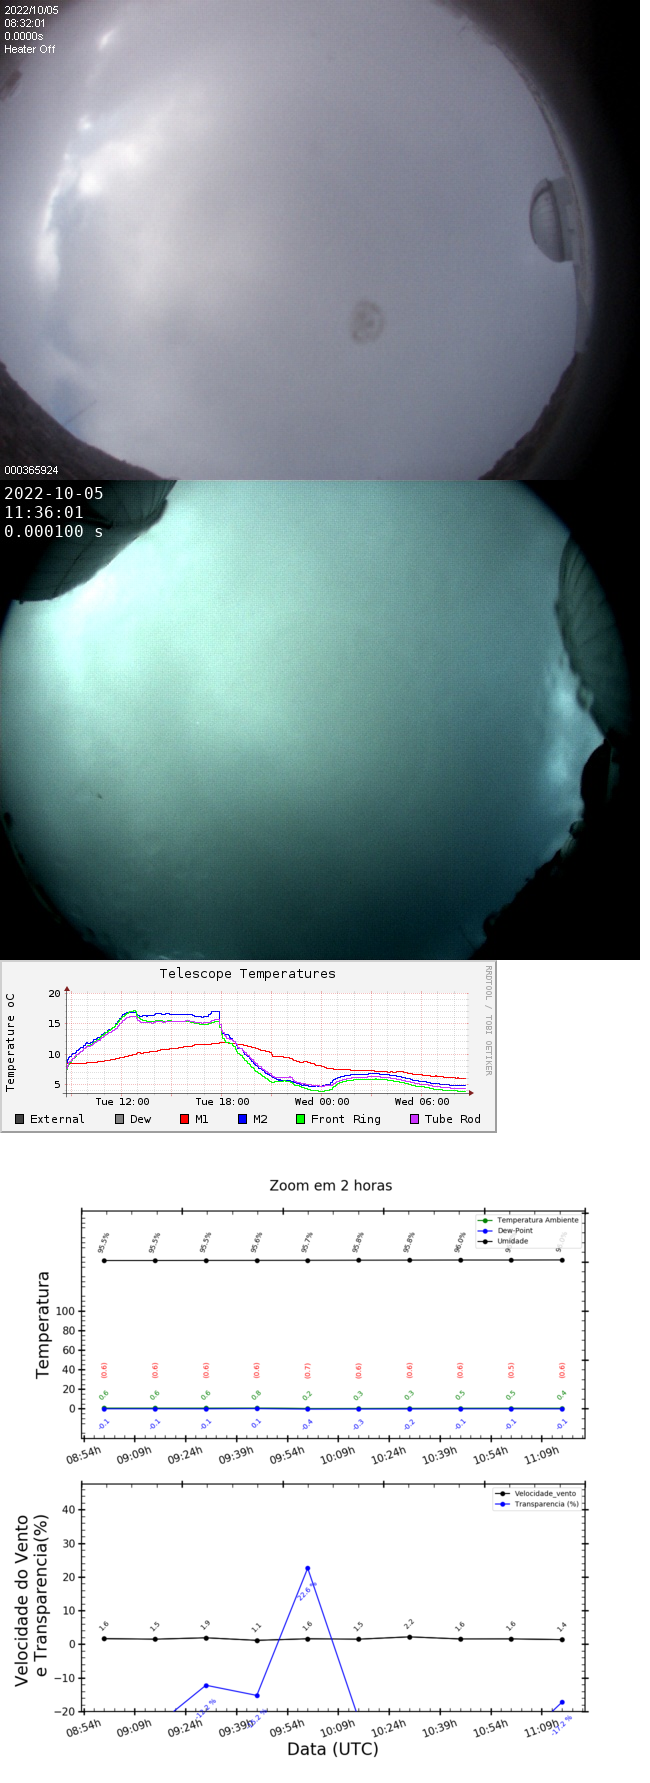 2022/10/05
08:32:01
0.0000s
Heater Off
000365924
2022-10-05
11:36:01
0.000100 s
Telescope Temperatures
RRDTOOL / TOBI OETIKER
Temperature oC
20
15
10
5
Tue 12:00 Tue 18:00 Wed 00:00 Wed 06:00
External Dew M1 M2 Front Ring Tube Rod
Zoom em 2 horas
Temperatura Ambiente
Dew-Point
Umidade
95.5% 95.5% 95.5% 95.6% 95.7% 95.8% 95.8% 96.0%
Temperatura
100
80
60
40
20
0
(0.6) (0.6) (0.6) (0.6) (0.7) (0.6) (0.6) (0.6) (0.5) (0.6)
0.6 0.6 0.6 0.8 0.2 0.3 0.3 0.5 0.5 0.4
-0.1 -0.1 -0.1 0.1 -0.4 -0.3 -0.2 -0.1 -0.1 -0.1
08:54h 09:09h 09:24h 09:39h 09:54h 10:09h 10:24h 10:39h 10:54h 11:09h
Velocidade_vento
Transparencia (%)
Velocidade do Vento
e Transparencia(%)
40
30
20
10
0
−10
−20
22.6 %
1.6 1.5 1.9 1.1 1.6 1.5 2.2 1.6 1.6 1.4
-17.2 %
08:54h 09:09h 09:24h 09:39h 09:54h 10:09h 10:24h 10:39h 10:54h 11:09h
Data (UTC)